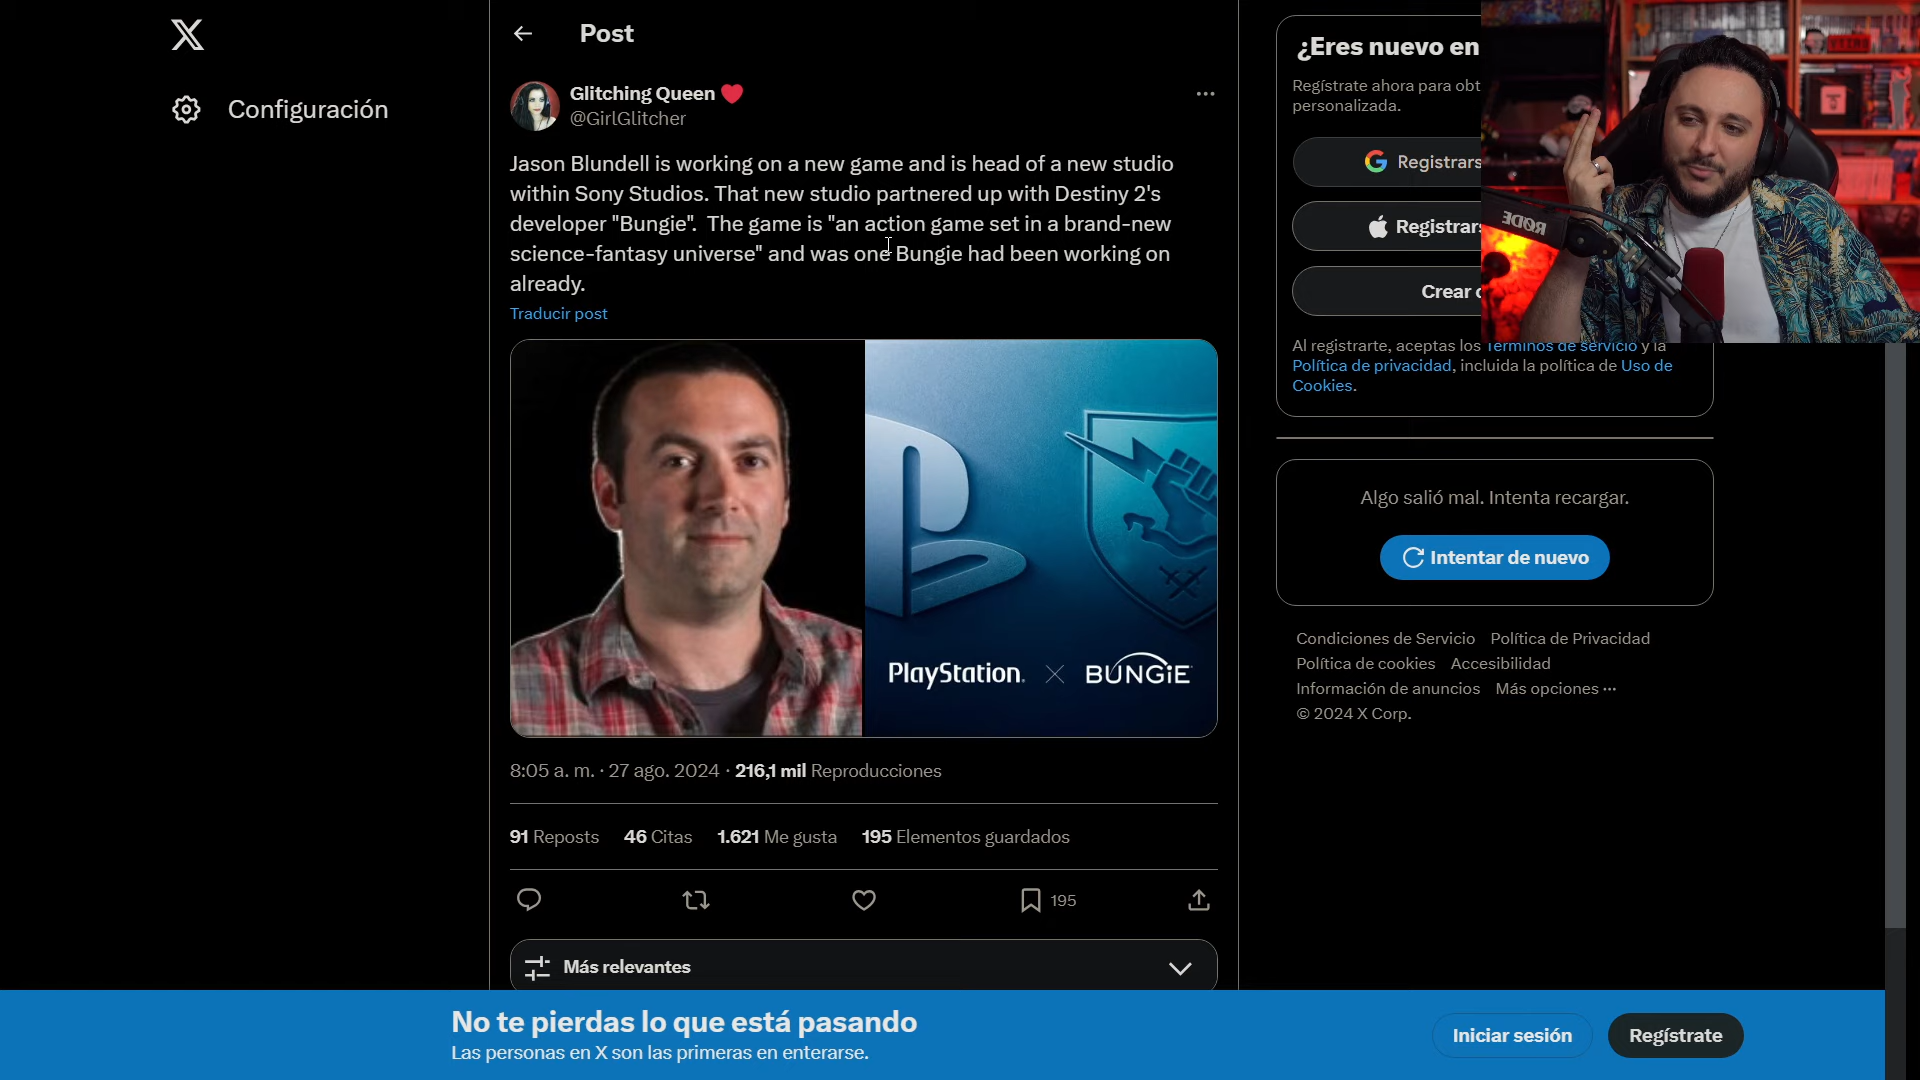 Configuración
Post
Glitching Queen ❤️
@GirlGlitcher
Jason Blundell is working on a new game and is head of a new studio
within Sony Studios. That new studio partnered up with Destiny 2's
developer "Bungie".  The game is "an action game set in a brand-new
science-fantasy universe" and was one Bungie had been working on
already.
Traducir post
PlayStation. X BUNGiE
8:05 a. m. · 27 ago. 2024 · 216,1 mil Reproducciones
91 Reposts 46 Citas 1.621 Me gusta 195 Elementos guardados
195
Más relevantes
¿Eres nuevo en
Regístrate ahora para
personalizada.
Al registrarte, aceptas los Términos de servicio y la
Política de privacidad, incluida la política de Uso de
Cookies.
RØDE
Algo salió mal. Intenta recargar.
Intentar de nuevo
Condiciones de Servicio Política de Privacidad
Política de cookies Accesibilidad
Información de anuncios Más opciones ···
© 2024 X Corp.
No te pierdas lo que está pasando
Las personas en X son las primeras en enterarse.
Iniciar sesión
Regístrate